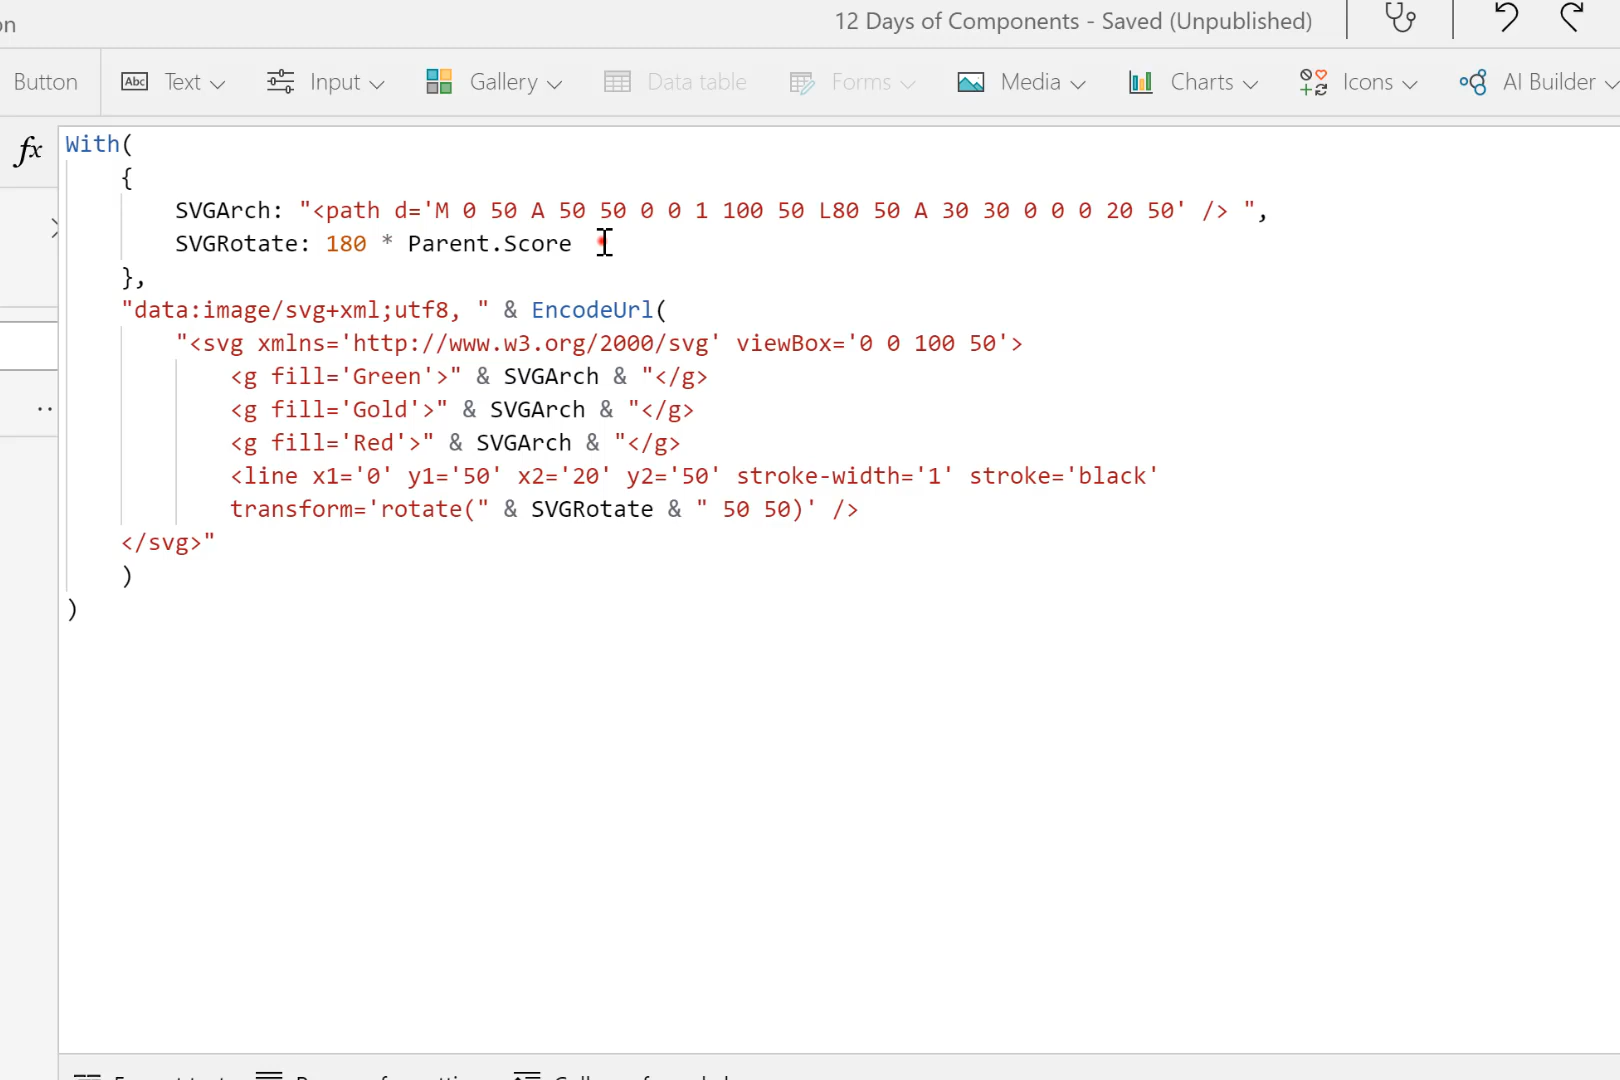 on
12 Days of Components - Saved (Unpublished)
Button
Abc Text
Input
Gallery
Data table
Forms
Media
Charts
Icons
AI Builder
fx
With(
{
SVGArch: "<path d='M 0 50 A 50 50 0 0 1 100 50 L80 50 A 30 30 0 0 0 20 50' /> ",
SVGRotate: 180 * Parent.Score
},
"data:image/svg+xml;utf8, " & EncodeUrl(
"<svg xmlns='http://www.w3.org/2000/svg' viewBox='0 0 100 50'>
<g fill='Green'>" & SVGArch & "</g>
<g fill='Gold'>" & SVGArch & "</g>
<g fill='Red'>" & SVGArch & "</g>
<line x1='0' y1='50' x2='20' y2='50' stroke-width='1' stroke='black'
transform='rotate(" & SVGRotate & " 50 50)' />
</svg>"
)
)